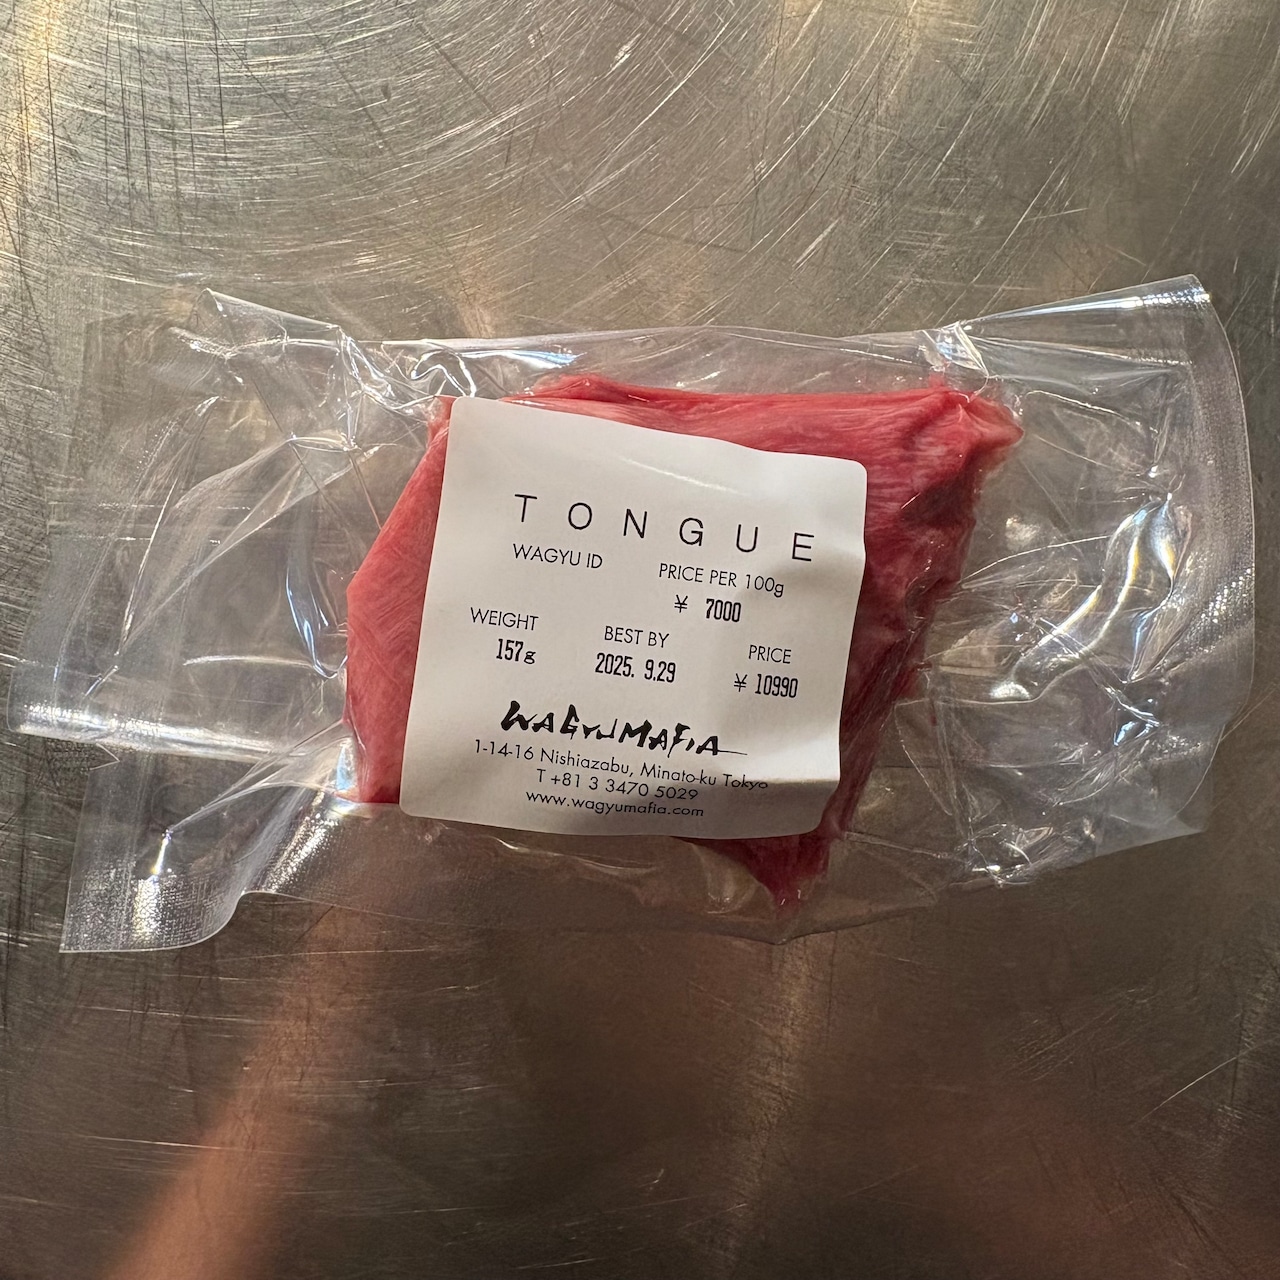 TONGUE
WAGYU ID
PRICE PER 100g
¥ 7000
WEIGHT
157g
BEST BY
2025. 9.29
PRICE
¥ 10990
WAGYUMAFIA
1-14-16 Nishiazabu, Minato-ku Tokyo
T +81 3 3470 5029
www.wagyumafia.com